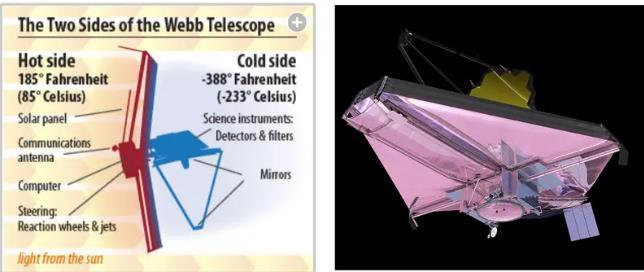 The Two Sides of the Webb Telescope
Hot side
185° Fahrenheit
(85° Celsius)
Solar panel
Communications
antenna
Computer
Steering:
Reaction wheels & jets
light from the sun
Cold side
-388° Fahrenheit
(-233° Celsius)
Science instruments:
Detectors & filters
Mirrors